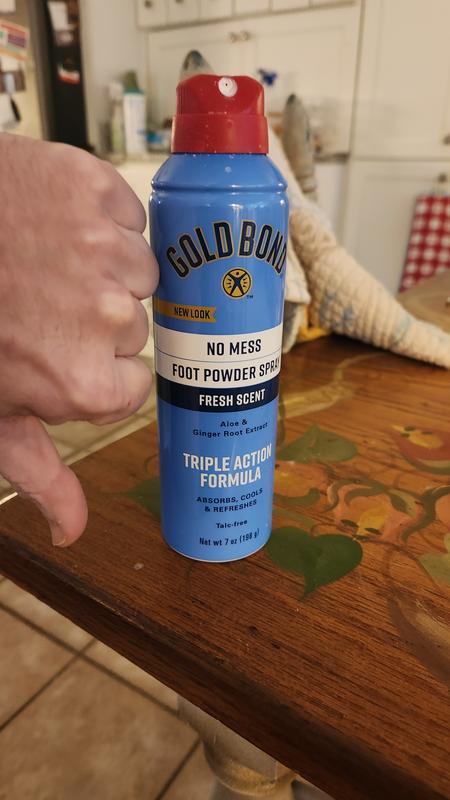 GOLD BOND
TM
NEW LOOK
NO MESS
FOOT POWDER SPRAY
FRESH SCENT
Aloe &
Ginger Root Extract
TRIPLE ACTION
FORMULA
ABSORBS, COOLS
& REFRESHES
Talc-free
Net wt 7 oz (198 g)